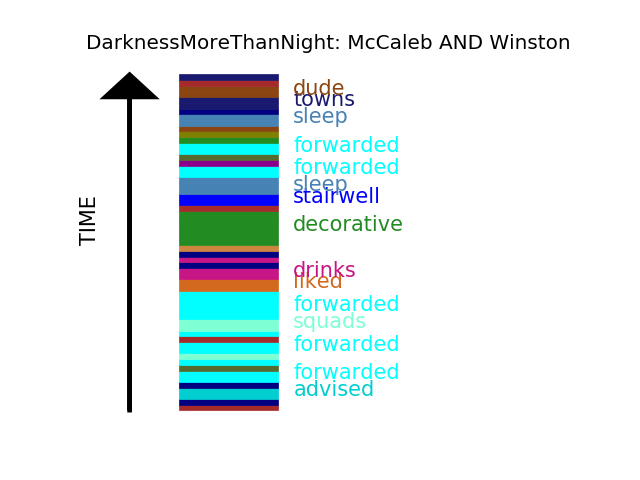 DarknessMoreThanNight: McCaleb AND Winston
dude
towns
sleep
forwarded
forwarded
sleep
stairwell
decorative
drinks
liked
forwarded
squads
forwarded
forwarded
advised
TIME